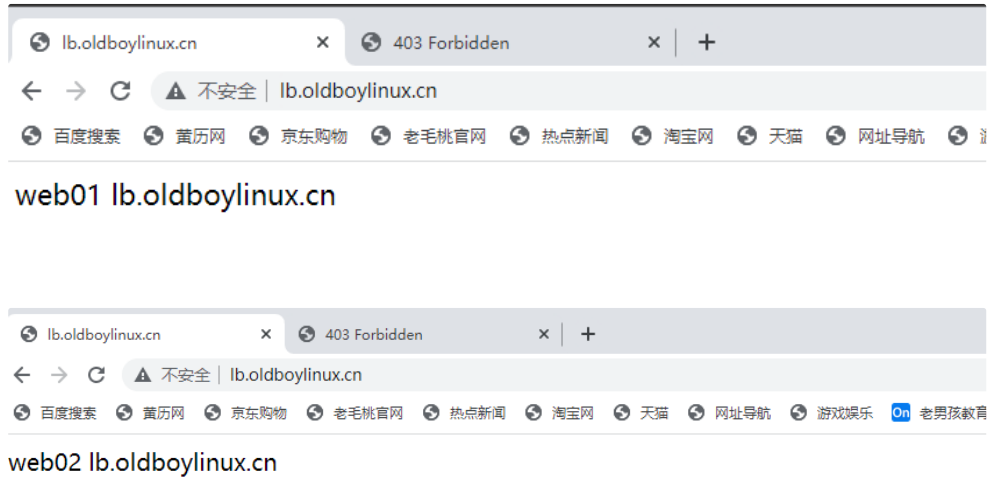 lb.oldboylinux.cn 403 Forbidden
不安全 lb.oldboylinux.cn
百度搜索 黄历网 京东购物 老毛桃官网 热点新闻 淘宝网 天猫 网址导航
web01 lb.oldboylinux.cn
lb.oldboylinux.cn 403 Forbidden
不安全 lb.oldboylinux.cn
百度搜索 黄历网 京东购物 老毛桃官网 热点新闻 淘宝网 天猫 网址导航 游戏娱乐 On 老男孩教育
web02 lb.oldboylinux.cn